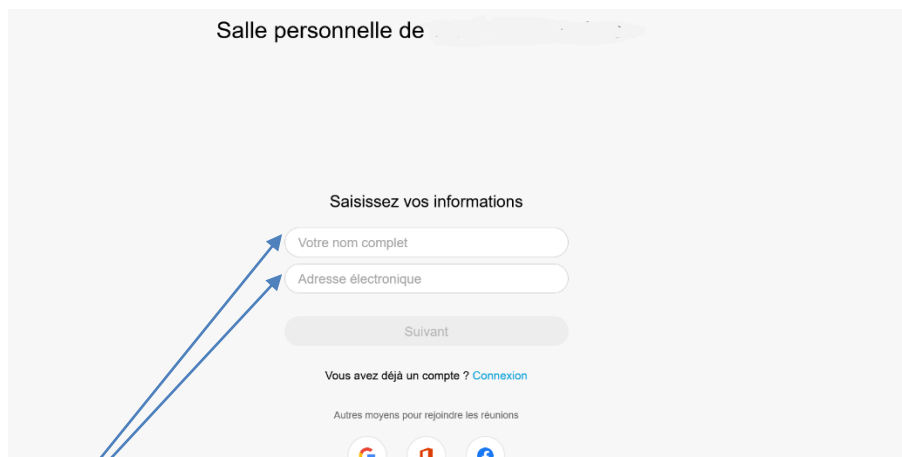 Salle personnelle de
Saisissez vos informations
Votre nom complet
Adresse électronique
Suivant
Vous avez déjà un compte ? Connexion
Autres moyens pour rejoindre les réunions